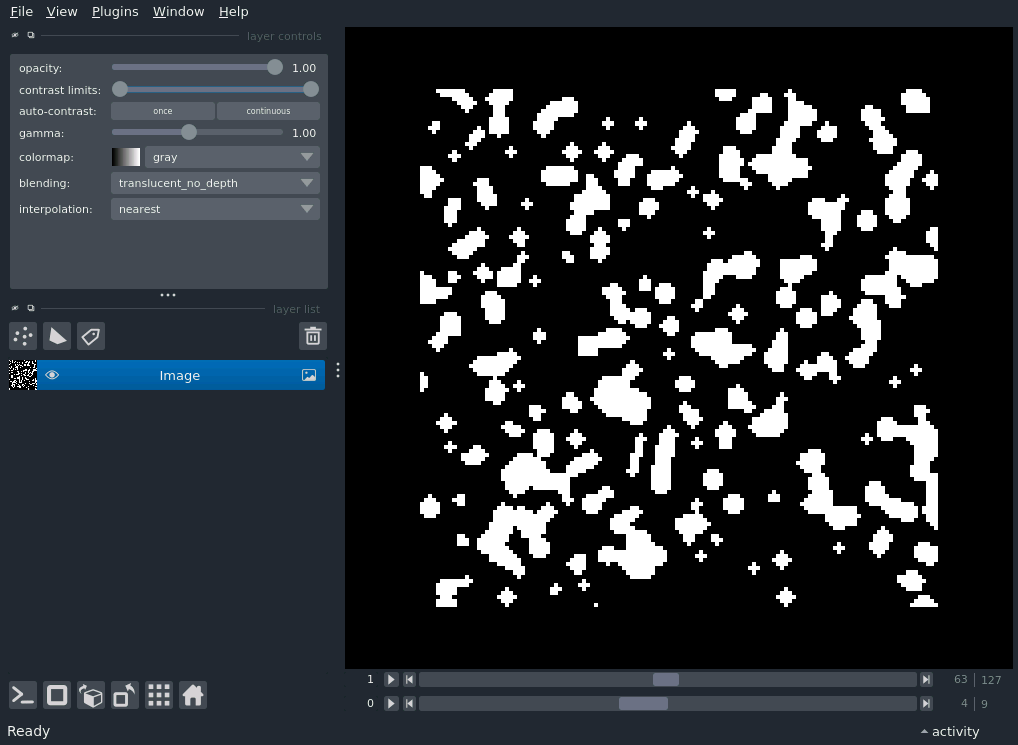 File View Plugins Window Help
layer controls
opacity: 1.00
contrast limits:
auto-contrast: once continuous
gamma: 1.00
colormap: gray
blending: translucent_no_depth
interpolation: nearest
layer list
Image
1 63 127
0 4 9
Ready activity